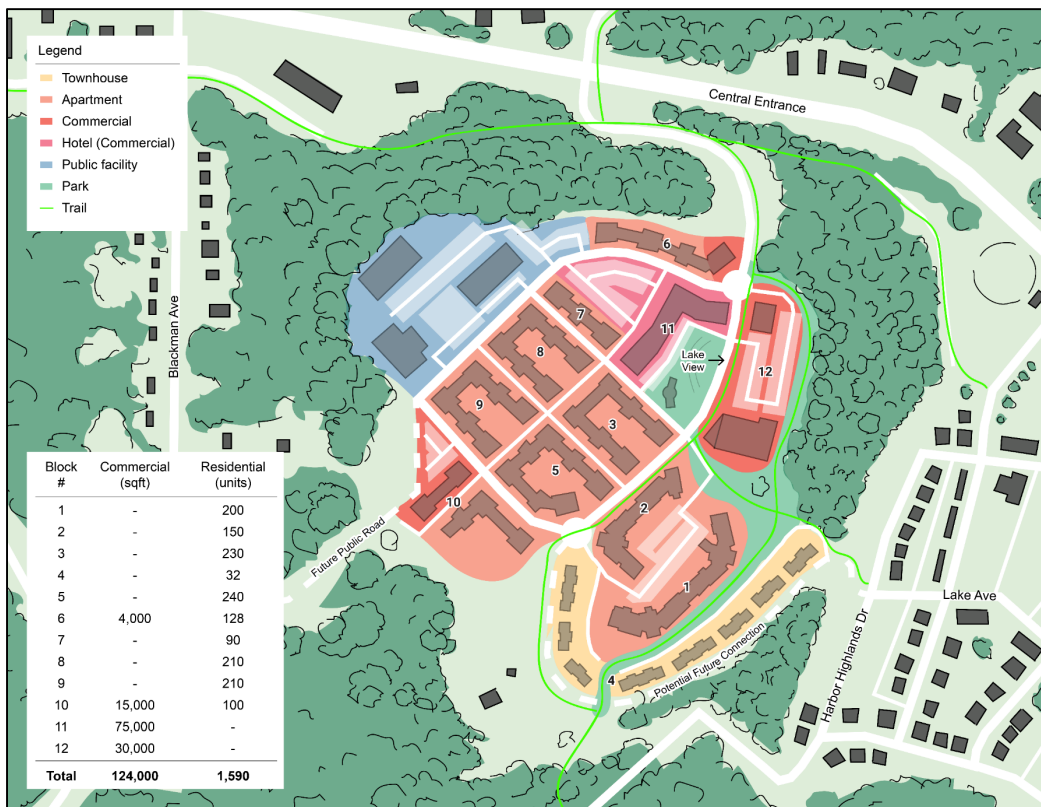 Legend
Townhouse
Apartment
Commercial
Hotel (Commercial)
Public facility
Park
Trail
Central Entrance
Blackman Ave
6
7
11
8
Lake
View
12
9
3
5
10
2
1
4
Future Public Road
Potential Future Connection
Harbor Highlands Dr
Lake Ave
Block # Commercial (sqft) Residential (units)
1 - 200
2 - 150
3 - 230
4 - 32
5 - 240
6 4,000 128
7 - 90
8 - 210
9 - 210
10 15,000 100
11 75,000 -
12 30,000 -
Total 124,000 1,590